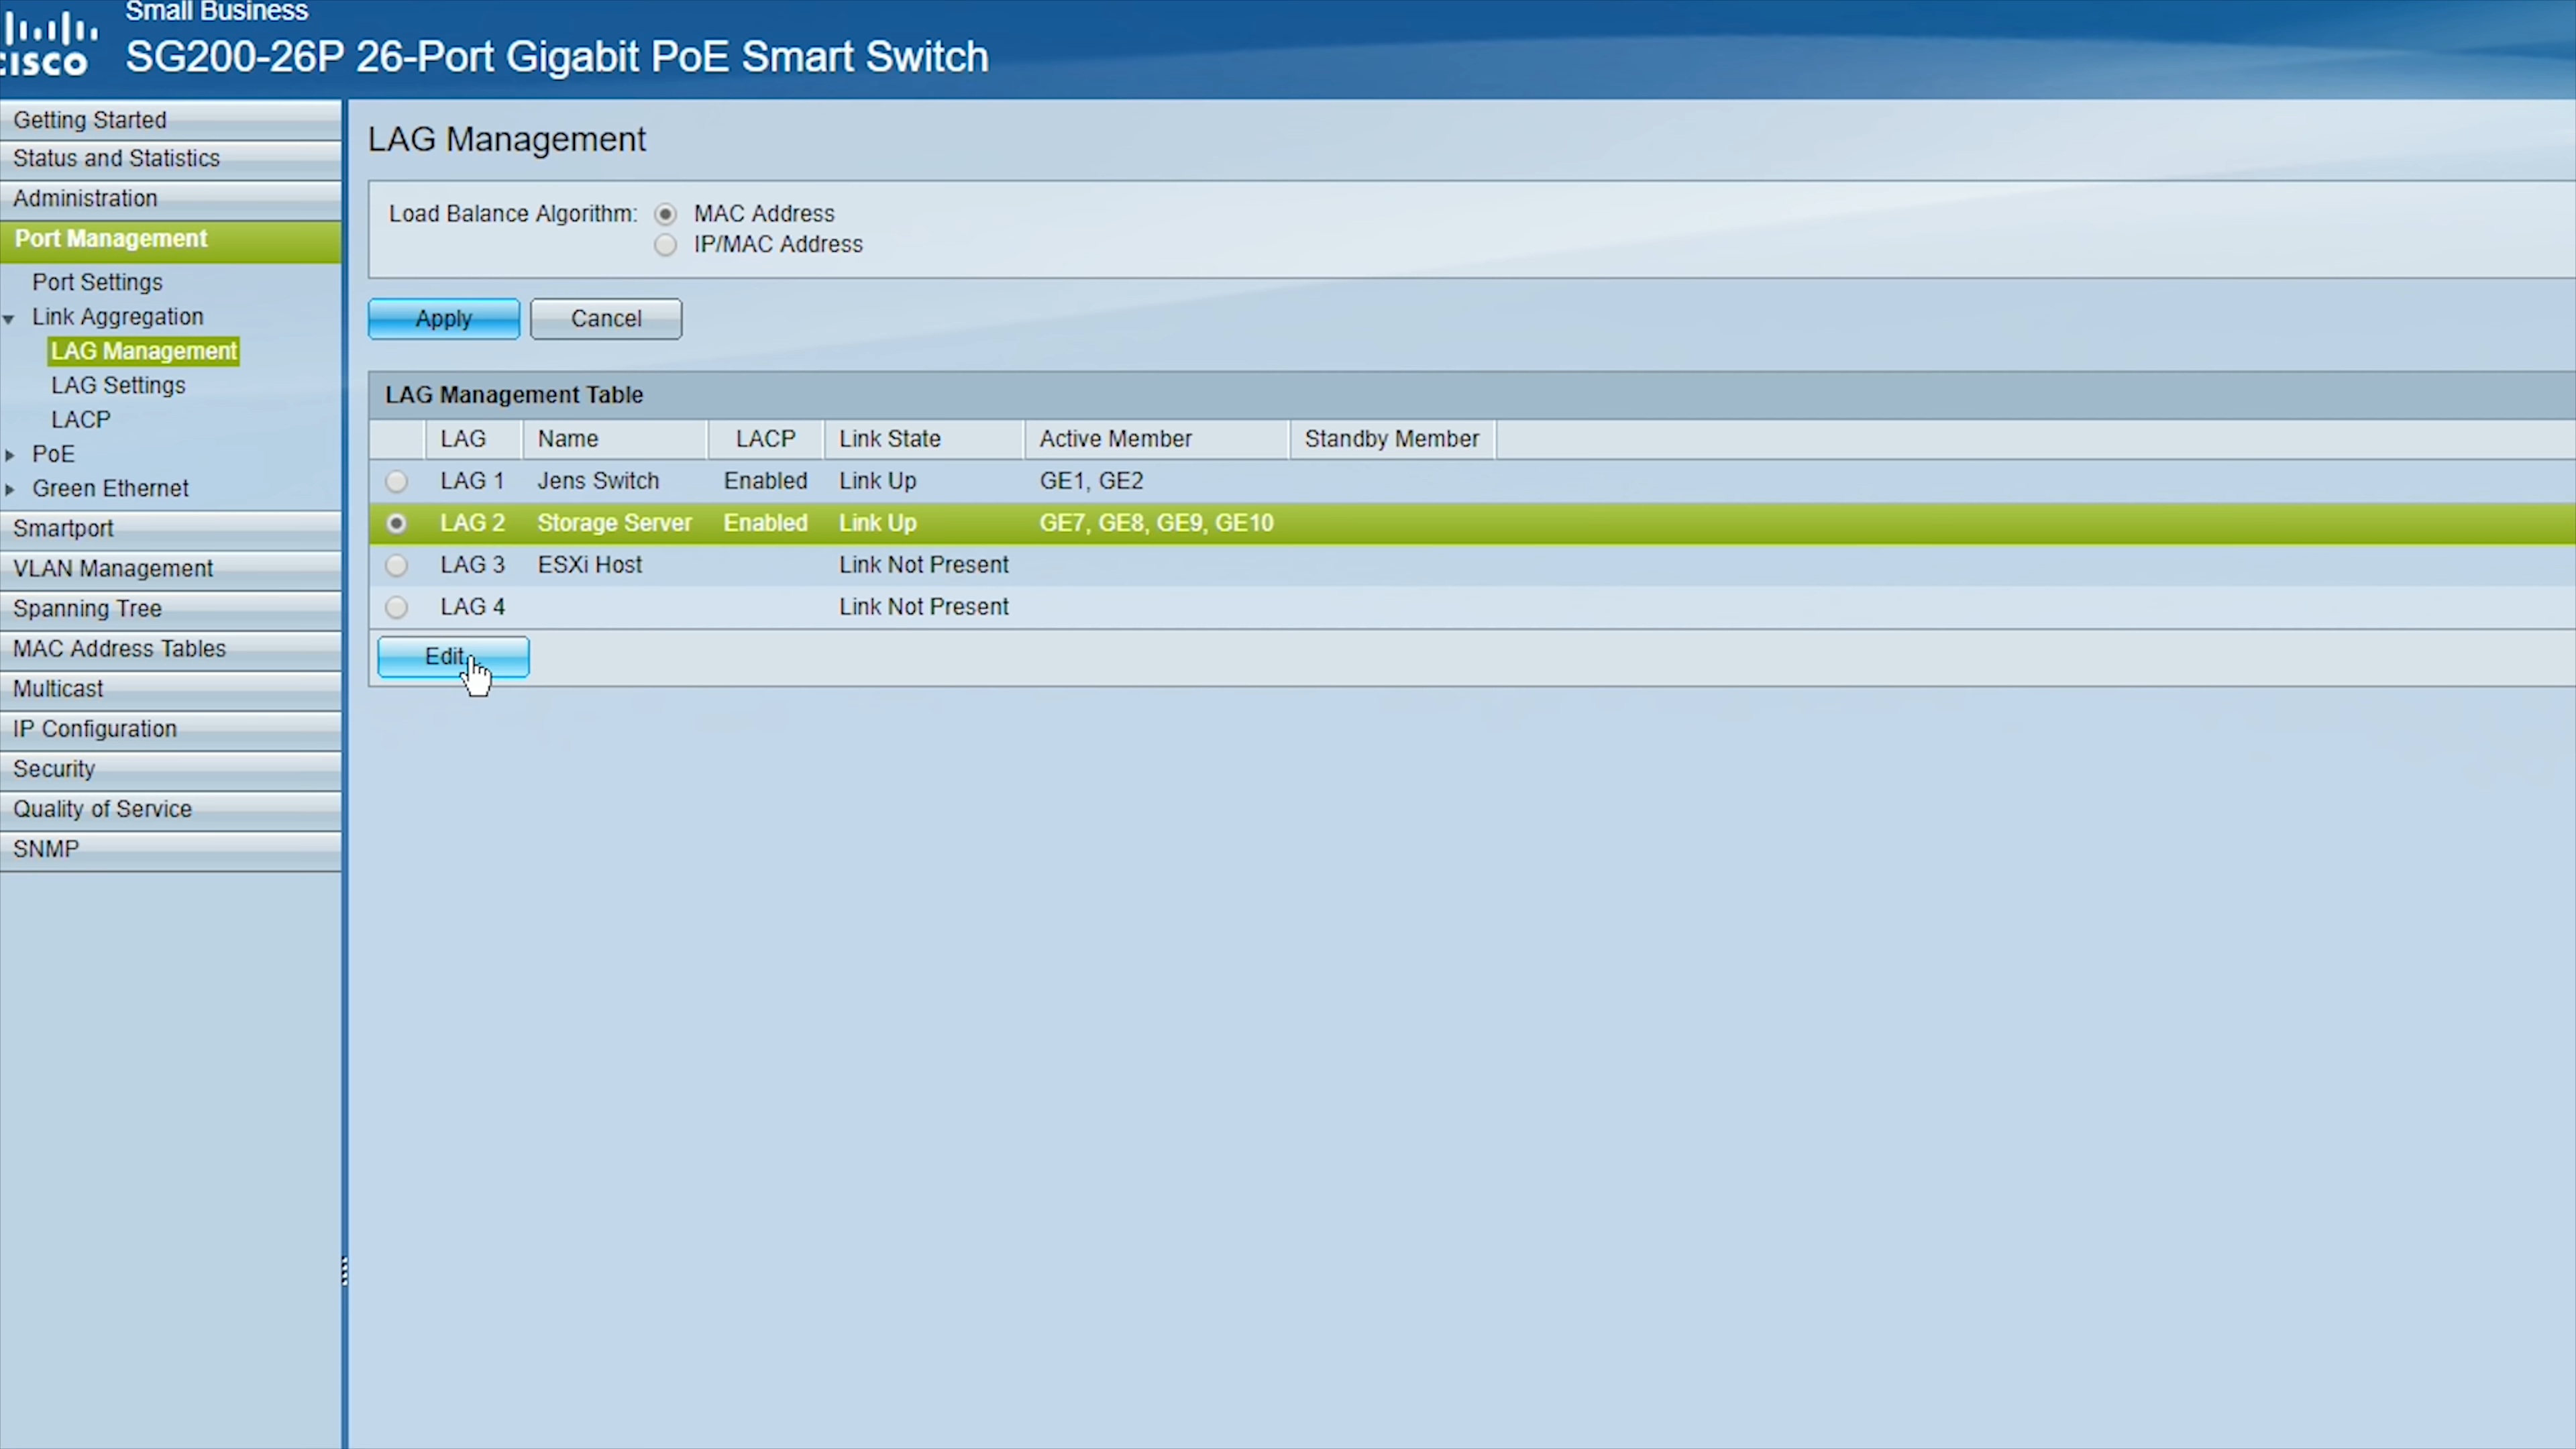 Small Business
CISCO SG200-26P 26-Port Gigabit PoE Smart Switch
Getting Started
Status and Statistics
Administration
Port Management
Port Settings
Link Aggregation
LAG Management
LAG Settings
LACP
PoE
Green Ethernet
Smartport
VLAN Management
Spanning Tree
MAC Address Tables
Multicast
IP Configuration
Security
Quality of Service
SNMP
LAG Management
Load Balance Algorithm: MAC Address
IP/MAC Address
Apply Cancel
LAG Management Table
LAG Name LACP Link State Active Member Standby Member
LAG 1 Jens Switch Enabled Link Up GE1, GE2
LAG 2 Storage Server Enabled Link Up GE7, GE8, GE9, GE10
LAG 3 ESXi Host Link Not Present
LAG 4 Link Not Present
Edit...